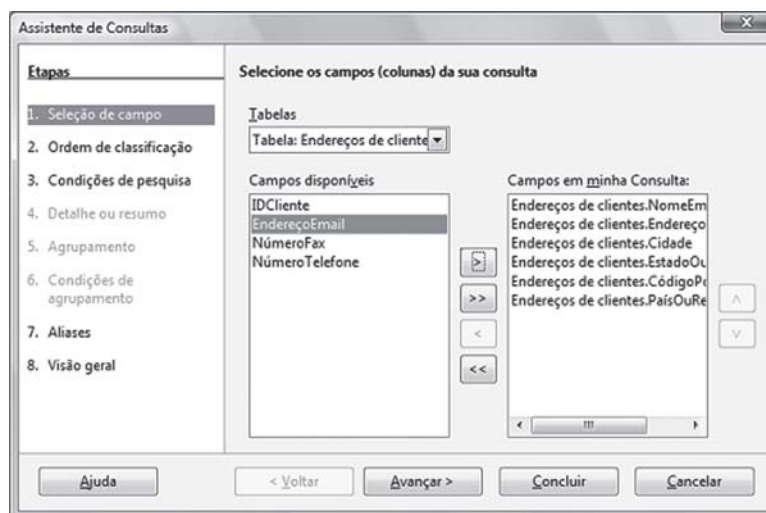 Assistente de Consultas
Etapas
1. Seleção de campo
2. Ordem de classificação
3. Condições de pesquisa
4. Detalhe ou resumo
5. Agrupamento
6. Condições de
agrupamento
7. Aliases
8. Visão geral
Selecione os campos (colunas) da sua consulta
Tabelas
Tabela: Endereços de cliente
Campos disponíveis
IDCliente
EndereçoEmail
NúmeroFax
NúmeroTelefone
>
>>
<
<<
Campos em minha Consulta:
Endereços de clientes.NomeEm
Endereços de clientes.Endereço
Endereços de clientes.Cidade
Endereços de clientes.EstadoOu
Endereços de clientes.CódigoPo
Endereços de clientes.PaísOuRe
Ajuda
< Voltar
Avançar >
Concluir
Cancelar